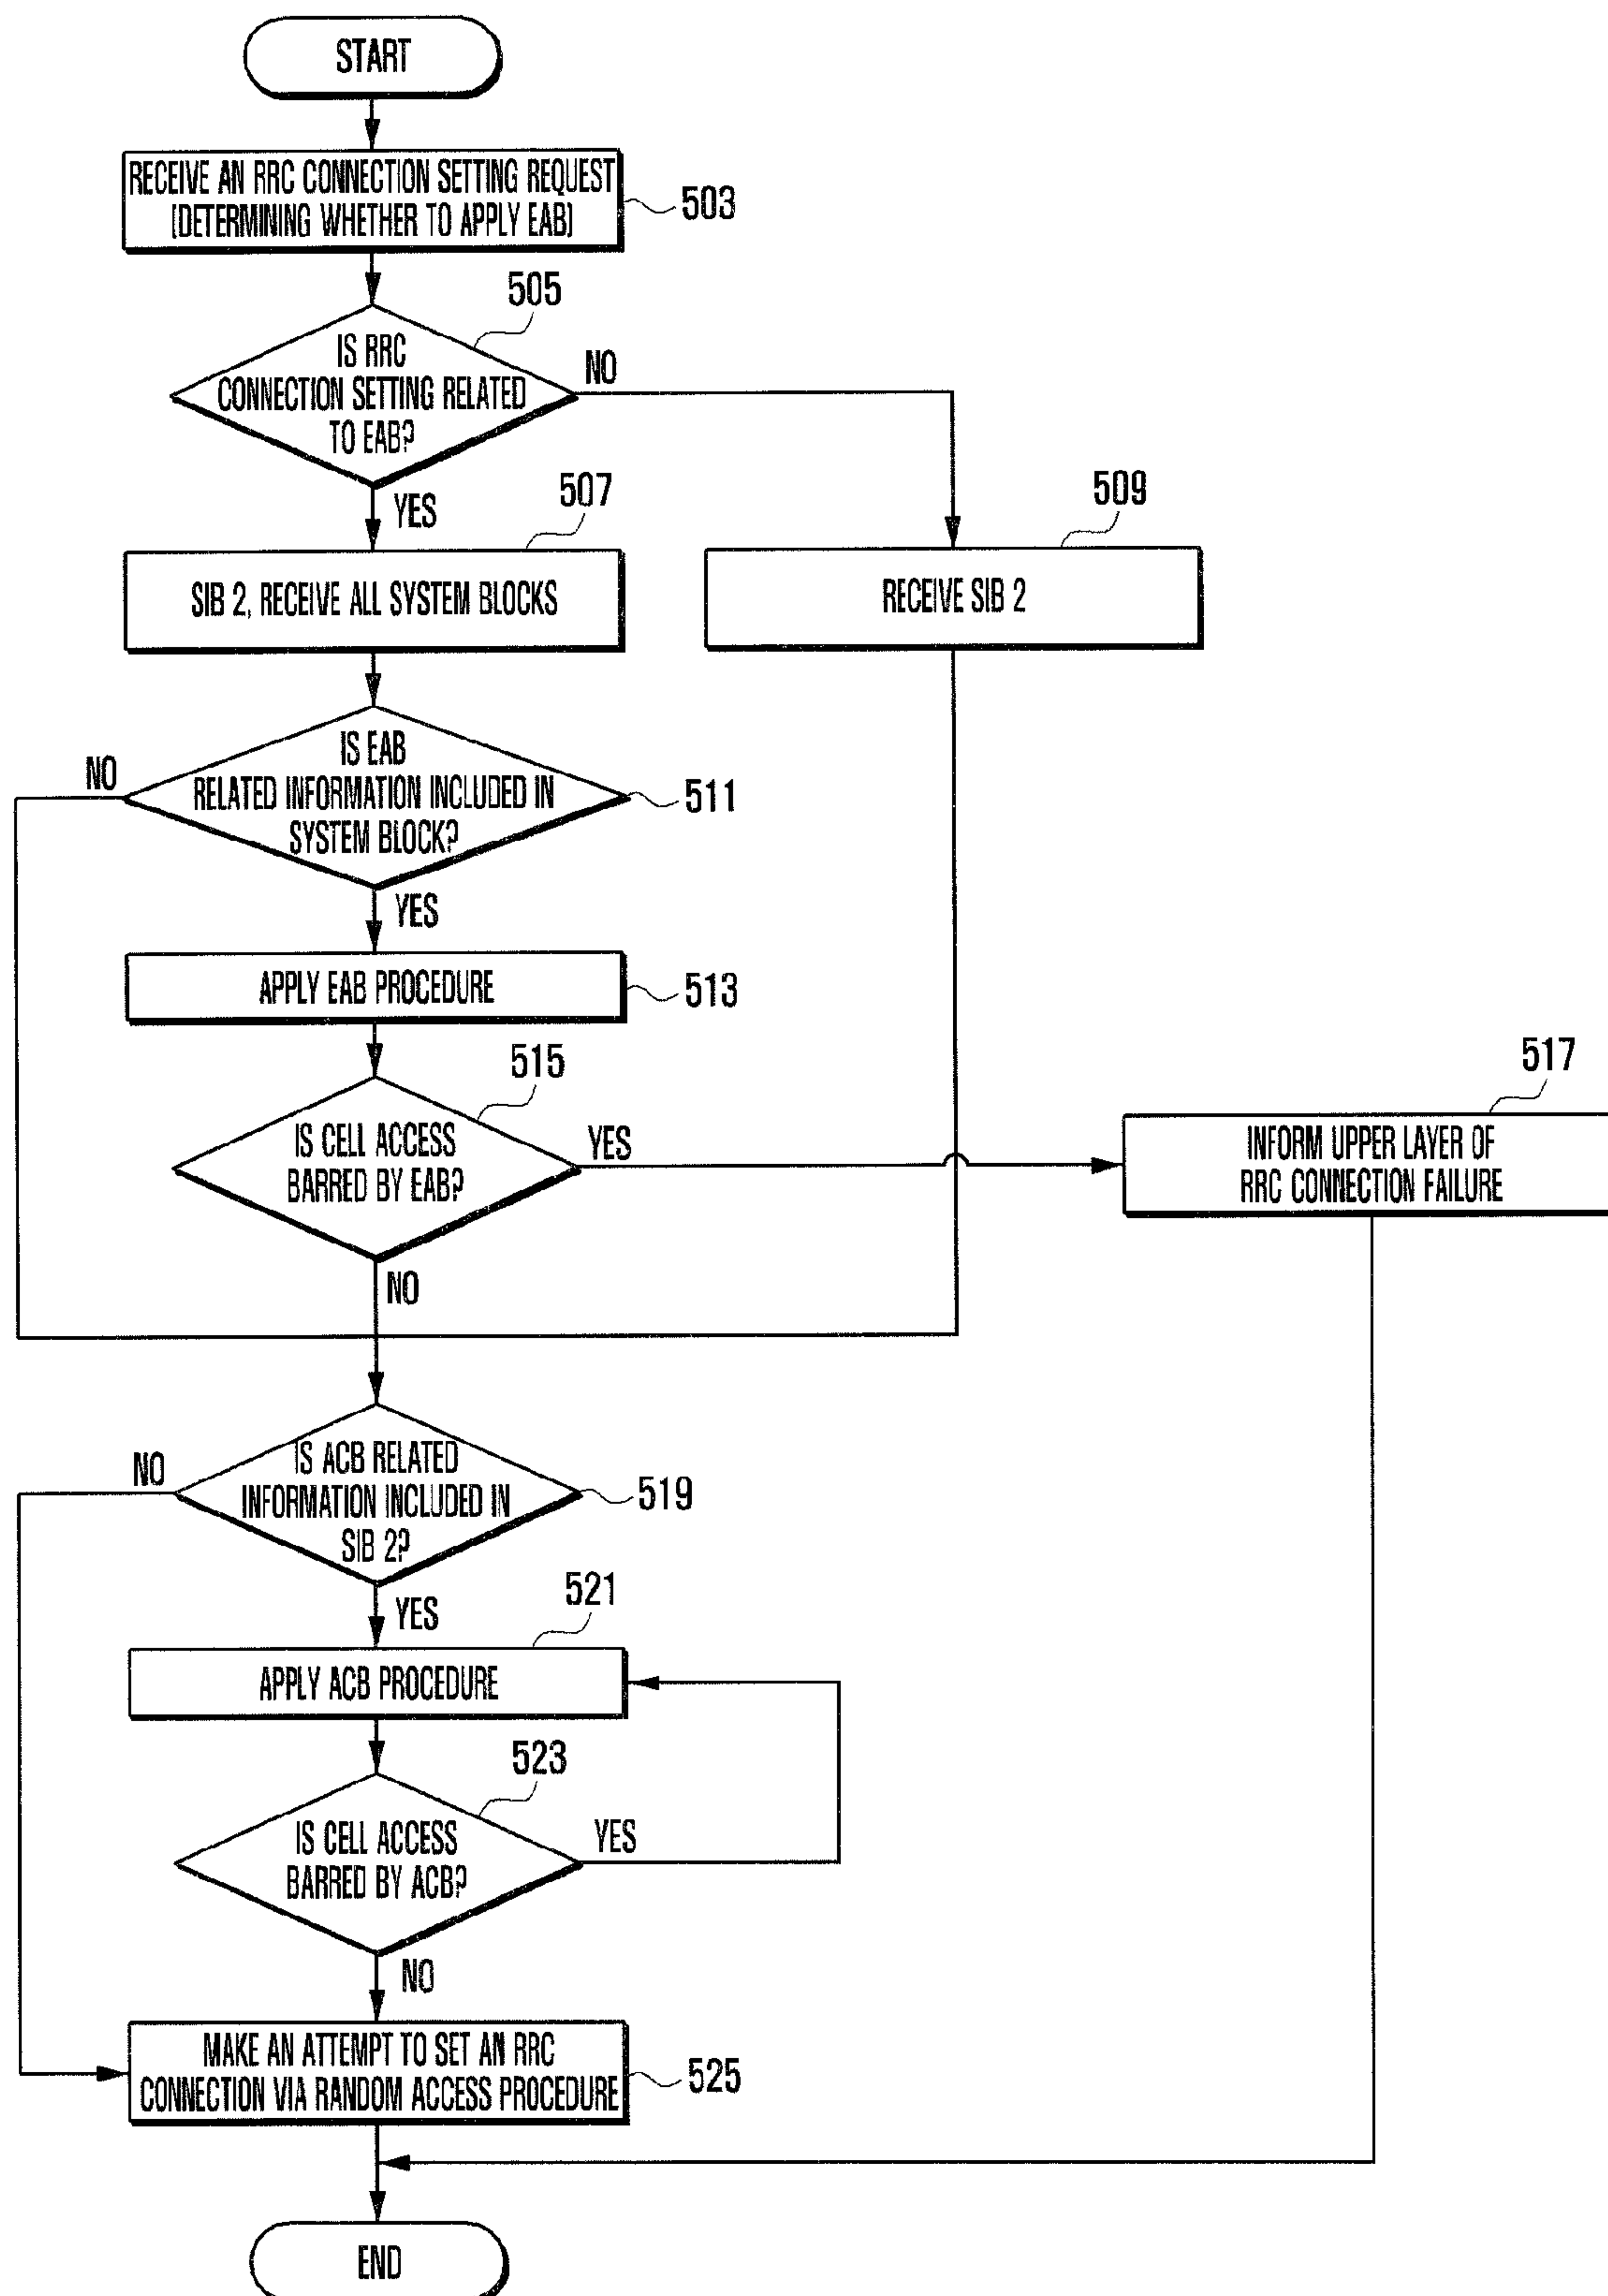 START
RECEIVE AN RRC CONNECTION SETTING REQUEST
[DETERMINING WHETHER TO APPLY EAB]
503
505
IS RRC
CONNECTION SETTING RELATED
TO EAB?
NO
YES
507
509
SIB 2, RECEIVE ALL SYSTEM BLOCKS
RECEIVE SIB 2
IS EAB
RELATED INFORMATION INCLUDED IN
SYSTEM BLOCK?
NO
511
YES
APPLY EAB PROCEDURE
513
515
517
IS CELL ACCESS
BARRED BY EAB?
YES
INFORM UPPER LAYER OF
RRC CONNECTION FAILURE
NO
IS ACB RELATED
INFORMATION INCLUDED IN
SIB 2?
NO
519
YES
521
APPLY ACB PROCEDURE
523
IS CELL ACCESS
BARRED BY ACB?
YES
NO
MAKE AN ATTEMPT TO SET AN RRC
CONNECTION VIA RANDOM ACCESS PROCEDURE
525
END